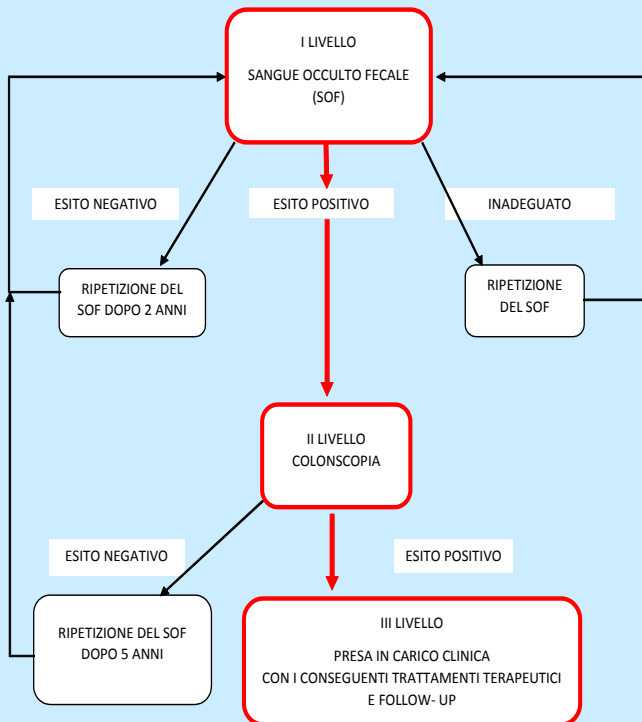 I LIVELLO
SANGUE OCCULTO FECALE
(SOF)
ESITO NEGATIVO
ESITO POSITIVO
INADEGUATO
RIPETIZIONE DEL
SOF DOPO 2 ANNI
RIPETIZIONE
DEL SOF
II LIVELLO
COLONSCOPIA
ESITO NEGATIVO
ESITO POSITIVO
RIPETIZIONE DEL SOF
DOPO 5 ANNI
III LIVELLO
PRESA IN CARICO CLINICA
CON I CONSEGUENTI TRATTAMENTI TERAPEUTICI
E FOLLOW- UP